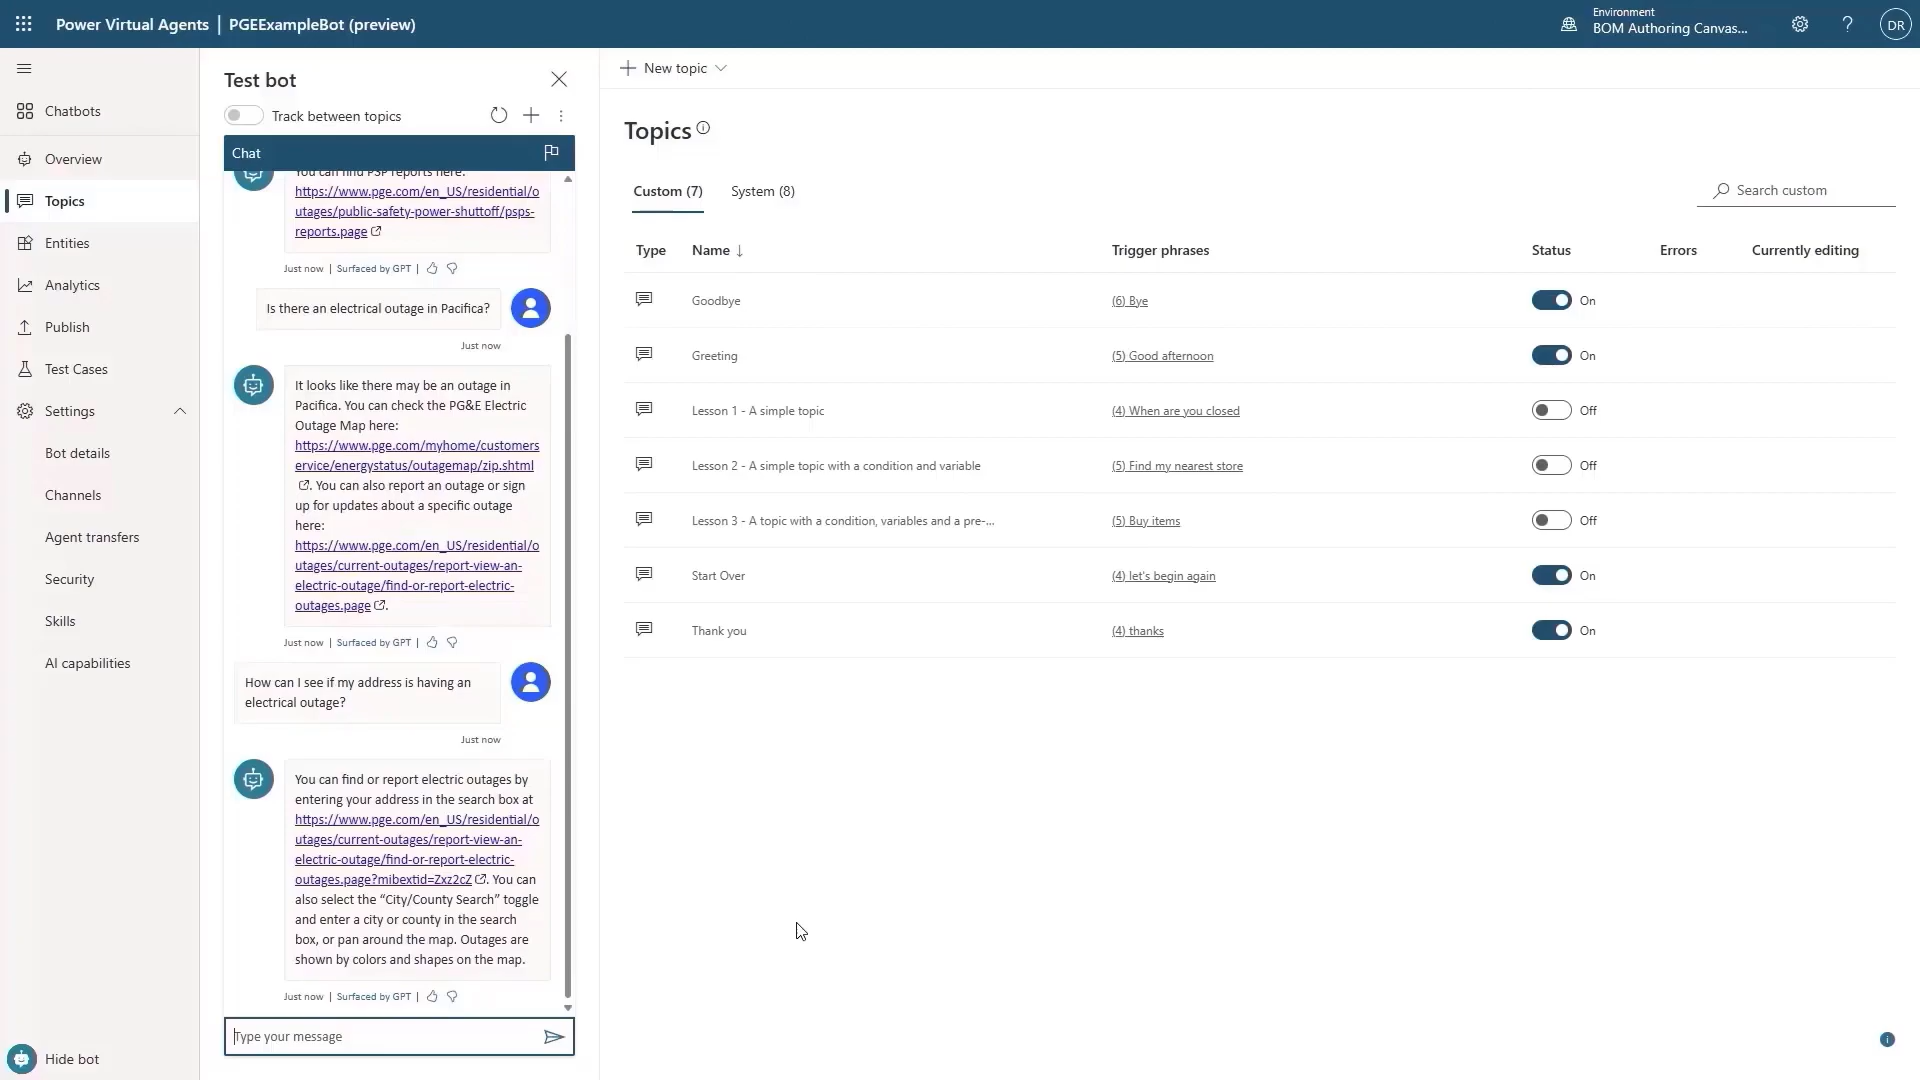 Power Virtual Agents | PGEExampleBot (preview)
Environment
BOM Authoring Canvas...
?
DR
Chatbots
Overview
Topics
Entities
Analytics
Publish
Test Cases
Settings
Bot details
Channels
Agent transfers
Security
Skills
AI capabilities
Hide bot
Test bot
Track between topics
Chat
You can find PSP reports here:
https://www.pge.com/en_US/residential/o
utages/public-safety-power-shuttoff/psps-
reports.page
Just now | Surfaced by GPT |
Is there an electrical outage in Pacifica?
Just now
It looks like there may be an outage in
Pacifica. You can check the PG&E Electric
Outage Map here:
https://www.pge.com/myhome/customers
ervice/energystatus/outagemap/zip.shtml
. You can also report an outage or sign
up for updates about a specific outage
here:
https://www.pge.com/en_US/residential/o
utages/current-outages/report-view-an-
electric-outage/find-or-report-electric-
outages.page.
Just now | Surfaced by GPT |
How can I see if my address is having an
electrical outage?
Just now
You can find or report electric outages by
entering your address in the search box at
https://www.pge.com/en_US/residential/o
utages/current-outages/report-view-an-
electric-outage/find-or-report-electric-
outages.page?mibextid=Zxz2cZ. You can
also select the “City/County Search” toggle
and enter a city or county in the search
box, or pan around the map. Outages are
shown by colors and shapes on the map.
Just now | Surfaced by GPT |
Type your message
New topic
Topics
Custom (7) System (8)
Search custom
Type Name ↓ Trigger phrases Status Errors Currently editing
Goodbye (6) Bye On
Greeting (5) Good afternoon On
Lesson 1 - A simple topic (4) When are you closed Off
Lesson 2 - A simple topic with a condition and variable (5) Find my nearest store Off
Lesson 3 - A topic with a condition, variables and a pre-... (5) Buy items Off
Start Over (4) let's begin again On
Thank you (4) thanks On